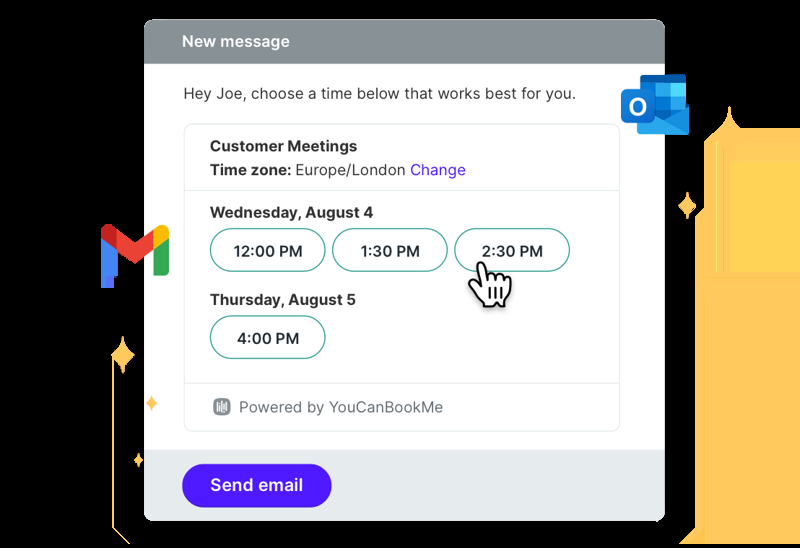 New message
Hey Joe, choose a time below that works best for you.
Customer Meetings
Time zone: Europe/London Change
Wednesday, August 4
12:00 PM 1:30 PM 2:30 PM
Thursday, August 5
4:00 PM
Powered by YouCanBookMe
Send email
O